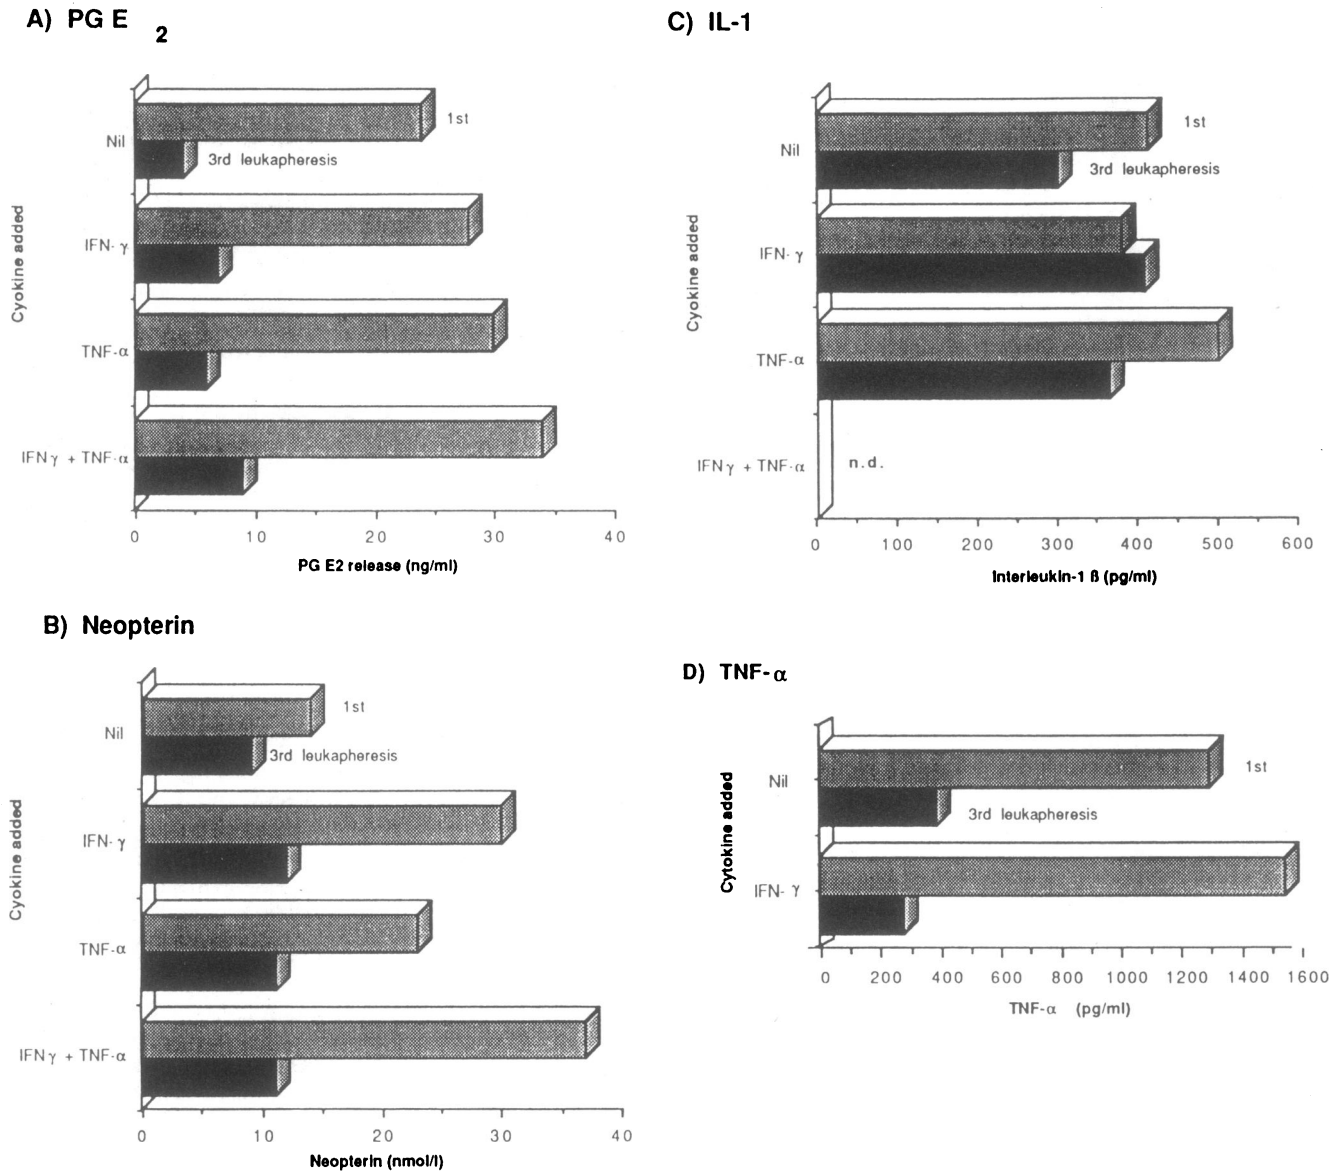 A) PG E 2
1st
Nil
3rd leukapheresis
IFN- γ
Cyokine added
TNF-α
IFNγ + TNF-α
0 10 20 30 40
PG E2 release (ng/ml)
B) Neopterin
1st
Nil
3rd leukapheresis
IFN- γ
Cyokine added
TNF-α
IFNγ + TNF-α
0 10 20 30 40
Neopterin (nmol/l)
C) IL-1
1st
Nil
3rd leukapheresis
IFN- γ
Cyokine added
TNF-α
IFNγ + TNF-α
n.d.
0 100 200 300 400 500 600
Interleukin-1 ß (pg/ml)
D) TNF-α
1st
Nil
3rd leukapheresis
Cytokine added
IFN- γ
0 200 400 600 800 1000 1200 1400 1600
TNF-α (pg/ml)